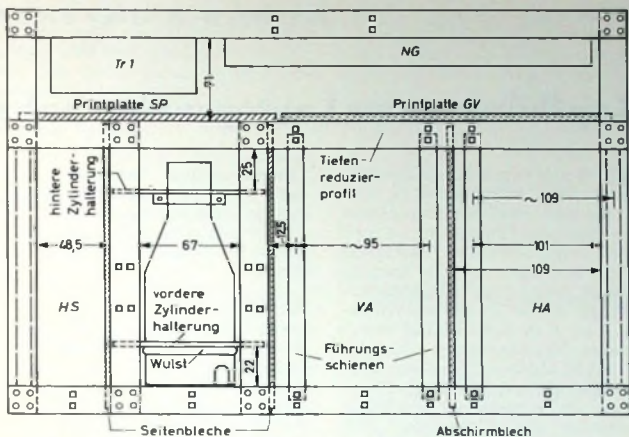 Tr 1
NG
71
Printplatte SP
Printplatte GV
hintere
Zylinder-
halterung
25
Tiefen-
reduzier-
profil
~109
48,5
67
12,5
~95
101
109
HS
vordere
Zylinder-
halterung
Wulst
22
VA
HA
Führungs-
schienen
Seitenbleche
Abschirmblech